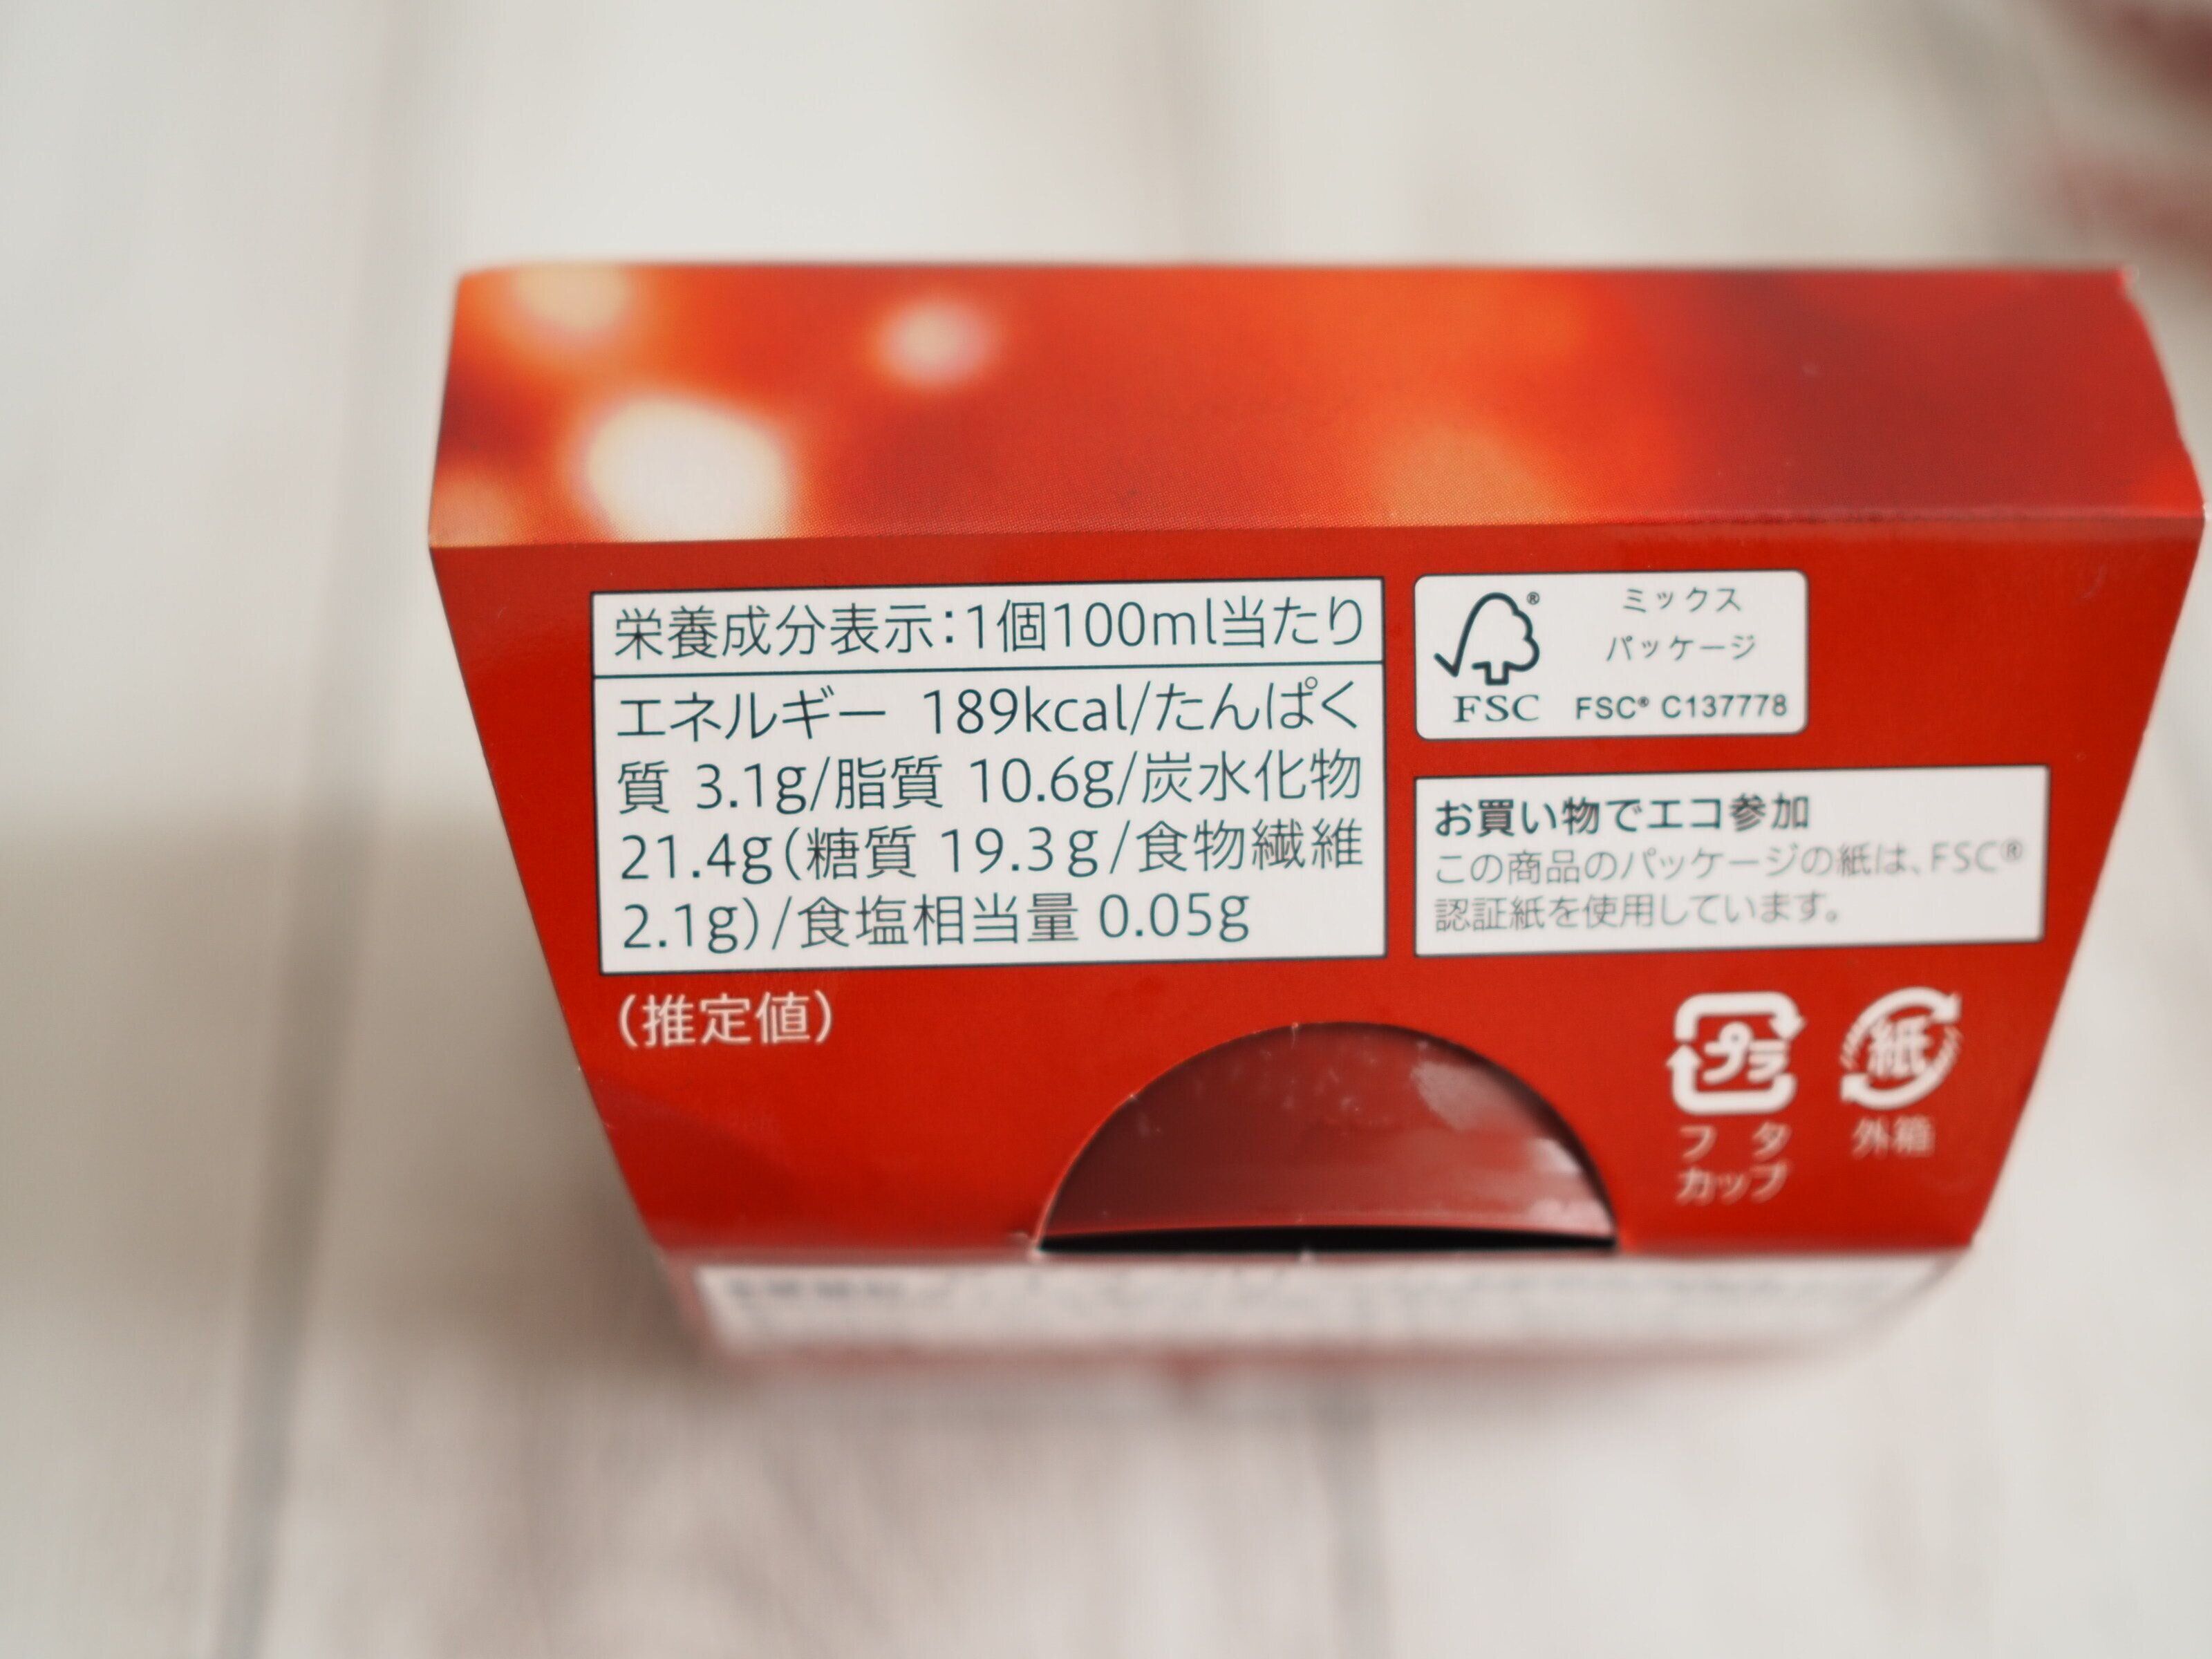 栄養成分表示:1個100ml当たり
エネルギー 189kcal/たんぱく
質 3.1g/脂質 10.6g/炭水化物
21.4g(糖質 19.3g/食物繊維
2.1g)/食塩相当量 0.05g
(推定値)
ミックス
パッケージ
FSC
FSC® C137778
お買い物でエコ参加
この商品のパッケージの紙は、FSC®
認証紙を使用しています。
プラ
フタ
カップ
紙
外箱